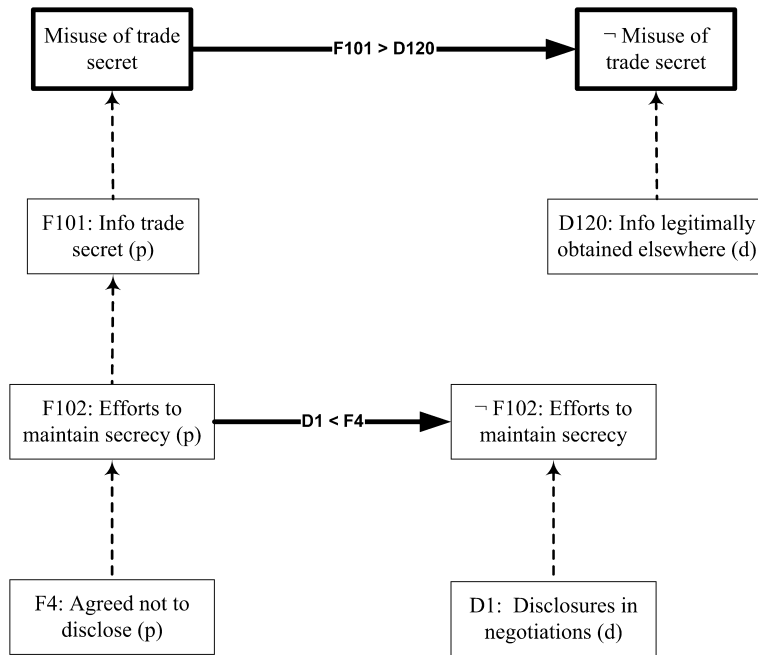 Misuse of trade
secret
F101 > D120
¬ Misuse of
trade secret
F101: Info trade
secret (p)
D120: Info legitimally
obtained elsewhere (d)
F102: Efforts to
maintain secrecy (p)
D1 < F4
¬ F102: Efforts to
maintain secrecy
F4: Agreed not to
disclose (p)
D1:  Disclosures in
negotiations (d)